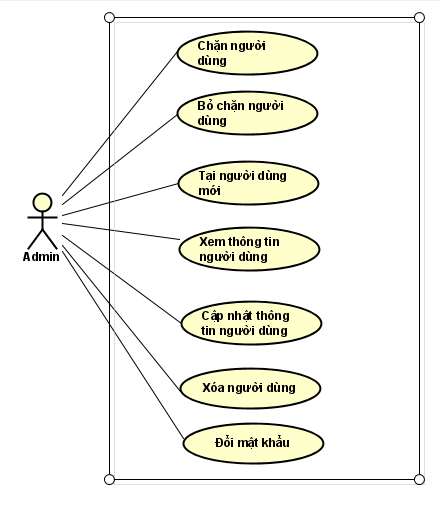 Chặn người
dùng
Bỏ chặn người
dùng
Tại người dùng
mới
Xem thông tin
người dùng
Admin
Cập nhật thông
tin người dùng
Xóa người dùng
Đổi mật khẩu